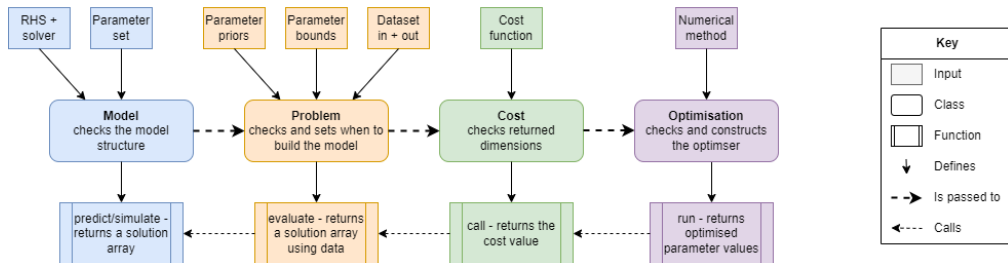 RHS +
solver
Parameter
set
Parameter
priors
Parameter
bounds
Dataset
in + out
Cost
function
Numerical
method
Model
checks the model
structure
Problem
checks and sets when to
build the model
Cost
checks returned
dimensions
Optimisation
checks and constructs
the optimser
predict/simulate -
returns a solution
array
evaluate - returns
a solution array
using data
call - returns the
cost value
run - returns
optimised
parameter values
Key
Input
Class
Function
Defines
Is passed to
Calls